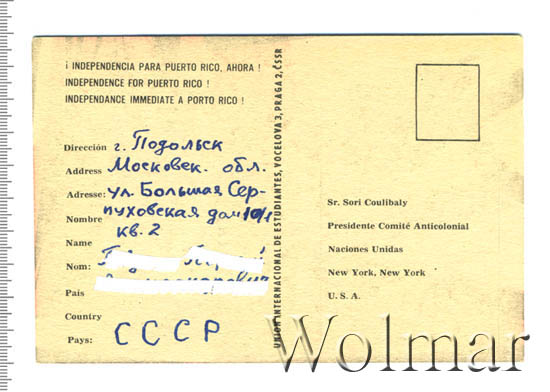 ¡ INDEPENDENCIA PARA PUERTO RICO, AHORA !
INDEPENDENCE FOR PUERTO RICO !
INDEPENDANCE IMMEDIATE A PORTO RICO !
Dirección г. Подольск
Address Московск. обл.
Adresse: ул. Большая Сер-
Nombre пуховская дом 10/1
кв. 2
Name
Nom:
País
Country
Pays: СССР
UNION INTERNACIONAL DE ESTUDIANTES, VOCELOVA 3, PRAGA 2, ČSSR
Sr. Sori Coulibaly
Presidente Comité Anticolonial
Naciones Unidas
New York, New York
U. S. A.
Wolmar